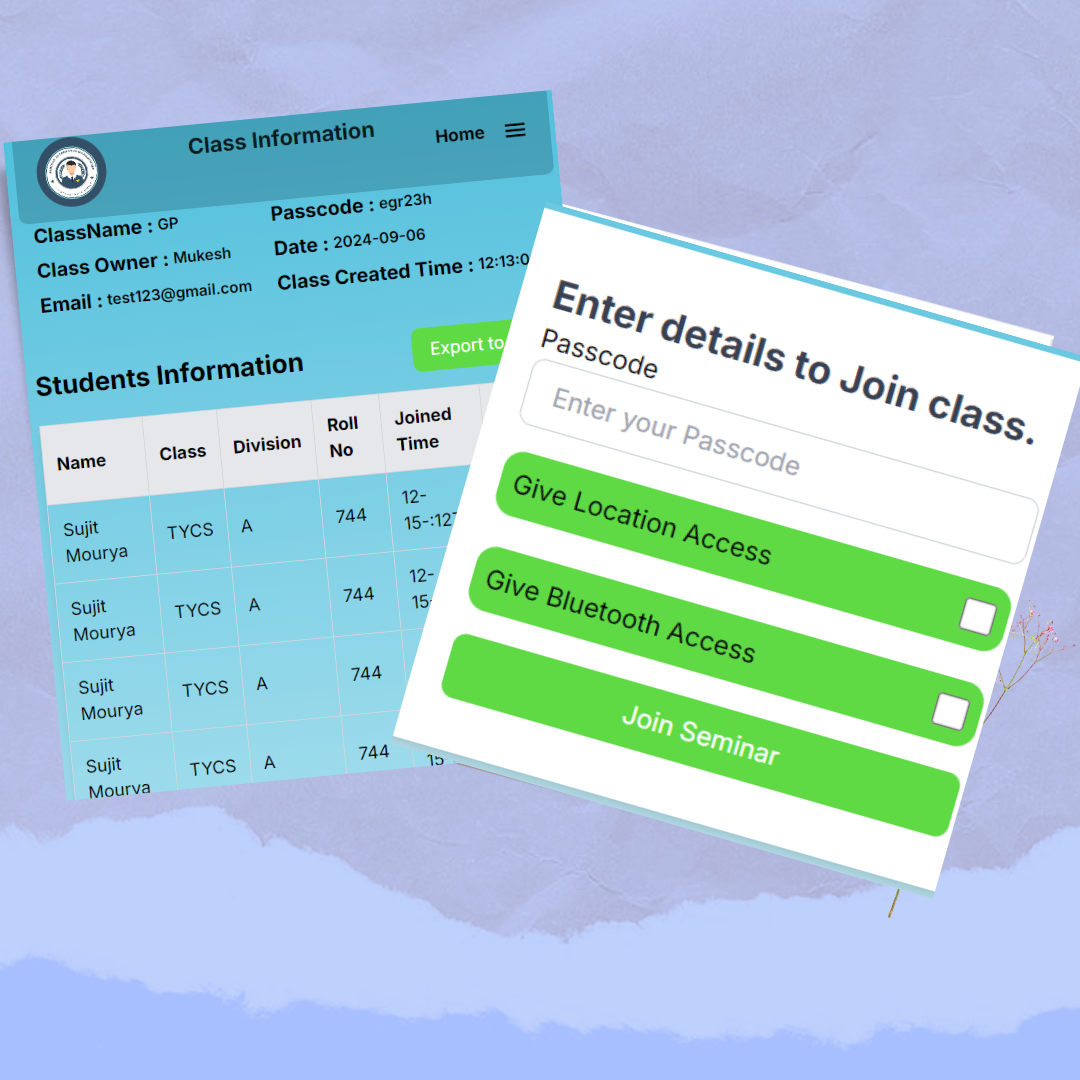 Class Information
Home
ClassName : GP
Passcode : egr23h
Class Owner : Mukesh
Date : 2024-09-06
Email : test123@gmail.com
Class Created Time : 12:13:0
Students Information
Export to
Name
Class
Division
Roll
No
Joined
Time
Sujit
Mourya
TYCS
A
744
12-
15-:127
Sujit
Mourya
TYCS
A
744
12-
15-
Sujit
Mourya
TYCS
A
744
Sujit
Mourya
TYCS
A
744
15
Enter details to Join class.
Passcode
Enter your Passcode
Give Location Access
Give Bluetooth Access
Join Seminar